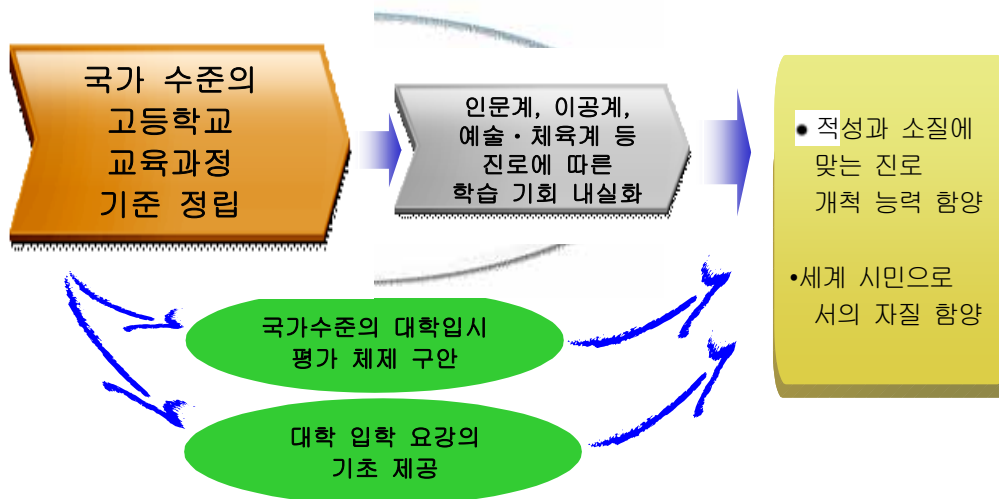 국가 수준의
고등학교
교육과정
기준 정립
인문계, 이공계,
예술·체육계 등
진로에 따른
학습 기회 내실화
• 적성과 소질에
맞는 진로
개척 능력 함양
•세계 시민으로
서의 자질 함양
국가수준의 대학입시
평가 체제 구안
대학 입학 요강의
기초 제공